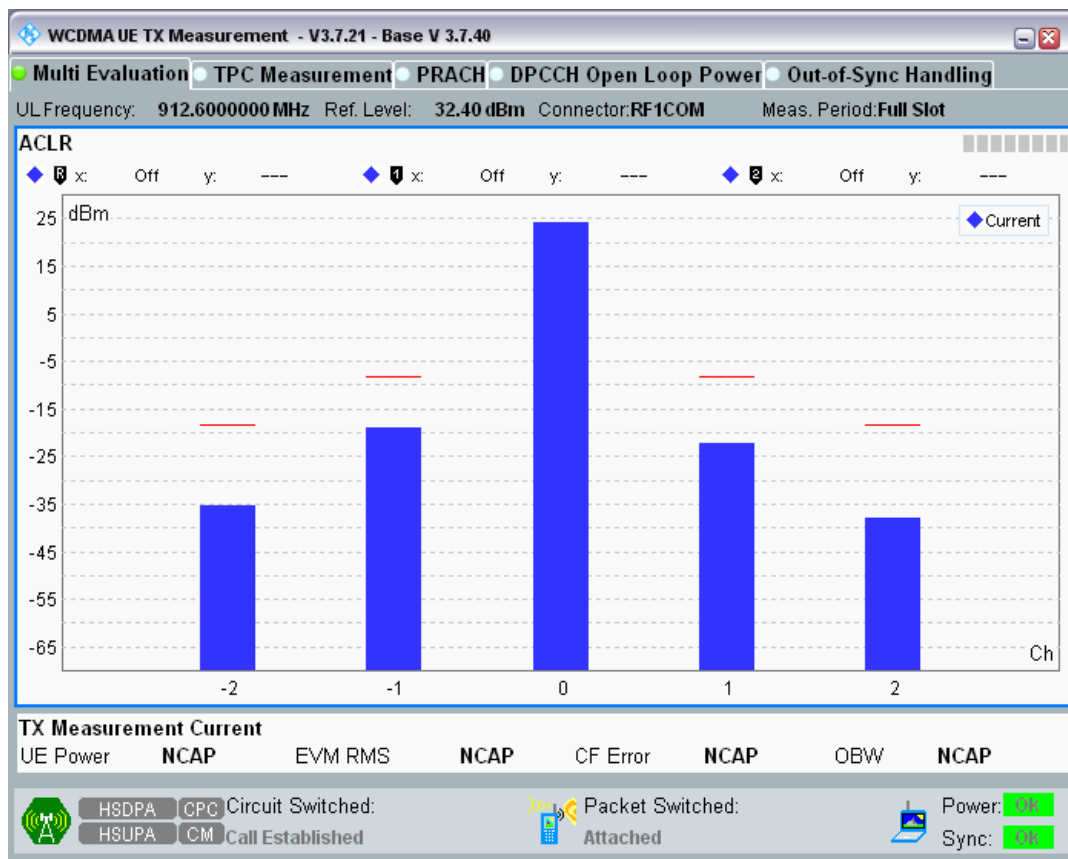 WCDMA UE TX Measurement - V3.7.21 - Base V 3.7.40
Multi Evaluation TPC Measurement PRACH DPCCH Open Loop Power Out-of-Sync Handling
UL Frequency: 912.6000000 MHz Ref. Level: 32.40 dBm Connector:RF1COM Meas. Period:Full Slot
ACLR
R x: Off y: --- 1 x: Off y: --- 2 x: Off y: ---
dBm
Current
25
15
5
-5
-15
-25
-35
-45
-55
-65
Ch
-2 -1 0 1 2
TX Measurement Current
UE Power NCAP EVM RMS NCAP CF Error NCAP OBW NCAP
HSDPA CPC Circuit Switched: Packet Switched: Power: Ok
HSUPA CM Call Established Attached Sync: Ok